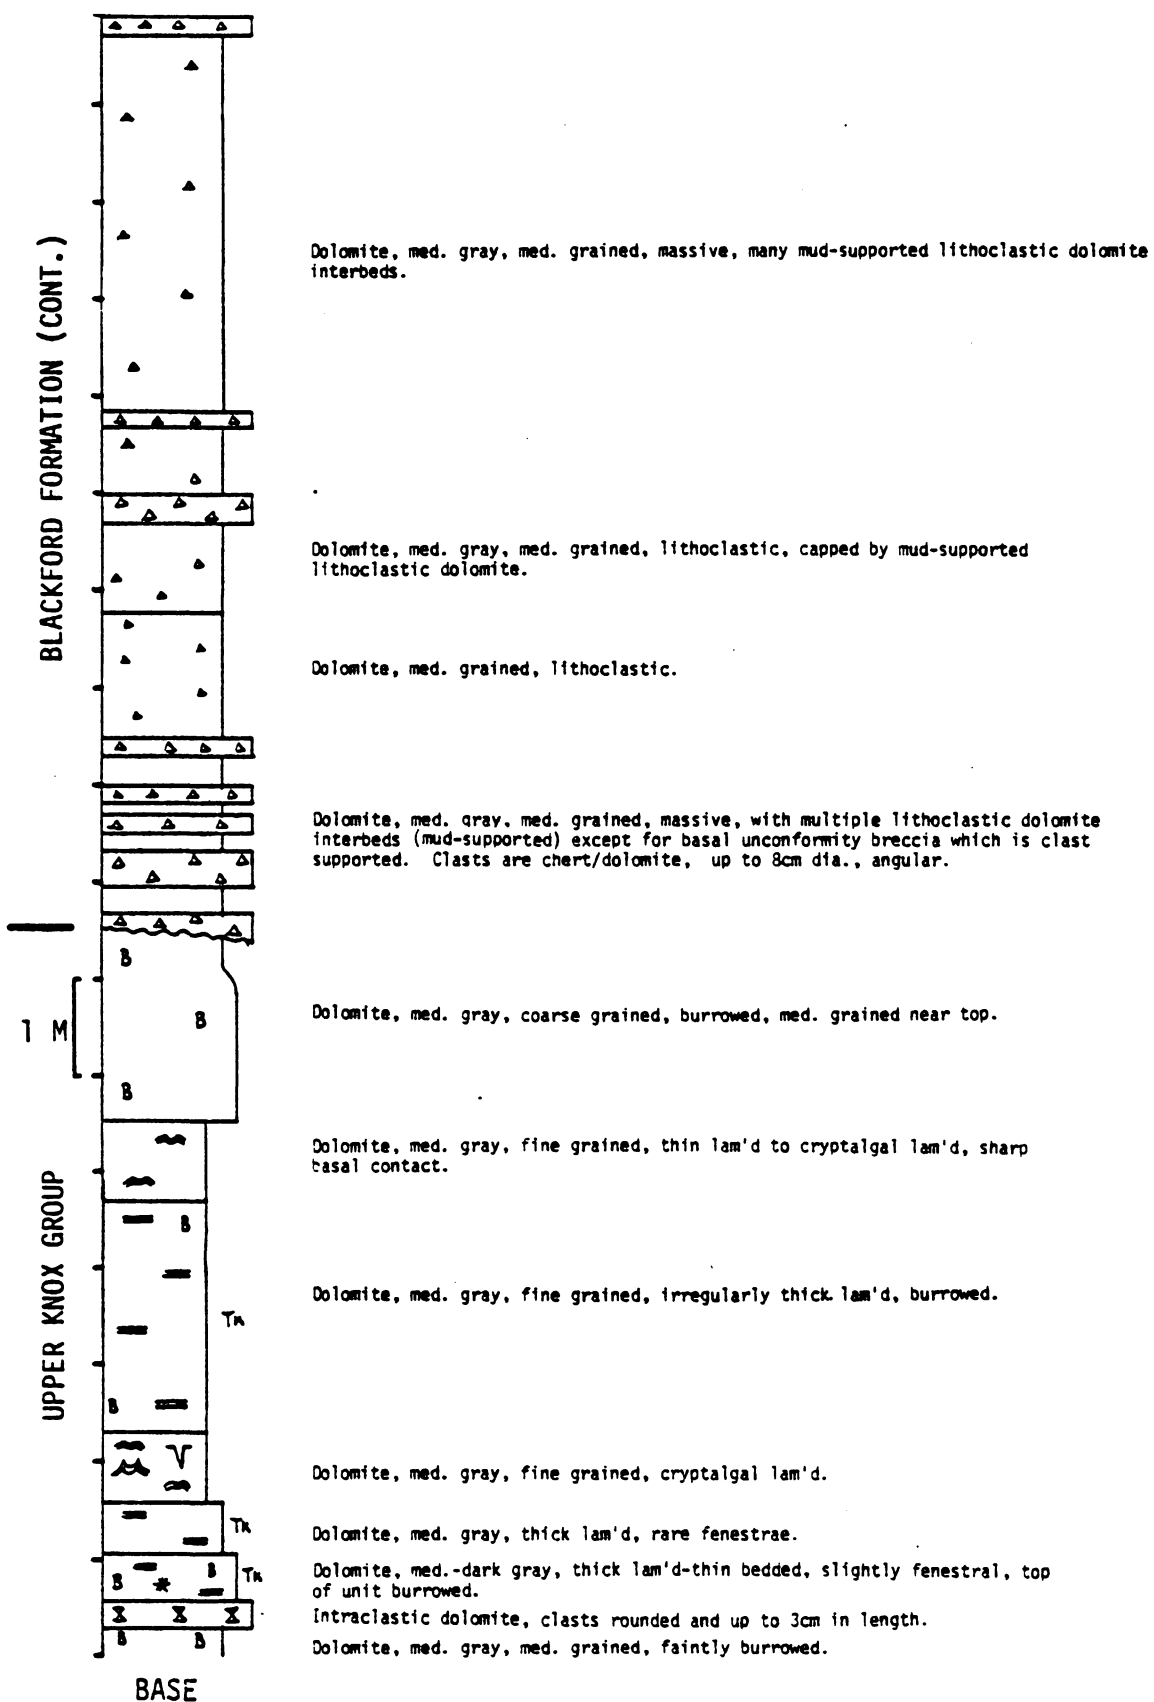 BLACKFORD FORMATION (CONT.)
Dolomite, med. gray, med. grained, massive, many mud-supported lithoclastic dolomite
interbeds.
Dolomite, med. gray, med. grained, lithoclastic, capped by mud-supported
lithoclastic dolomite.
Dolomite, med. grained, lithoclastic.
Dolomite, med. gray, med. grained, massive, with multiple lithoclastic dolomite
interbeds (mud-supported) except for basal unconformity breccia which is clast
supported. Clasts are chert/dolomite, up to 8cm dia., angular.
B
1 M
B
Dolomite, med. gray, coarse grained, burrowed, med. grained near top.
B
UPPER KNOX GROUP
Dolomite, med. gray, fine grained, thin lam'd to cryptalgal lam'd, sharp
basal contact.
B
Dolomite, med. gray, fine grained, irregularly thick lam'd, burrowed.
Tk
B
Dolomite, med. gray, fine grained, cryptalgal lam'd.
Tk
Dolomite, med. gray, thick lam'd, rare fenestrae.
B B Tk
Dolomite, med.-dark gray, thick lam'd-thin bedded, slightly fenestral, top
of unit burrowed.
Intraclastic dolomite, clasts rounded and up to 3cm in length.
B B
Dolomite, med. gray, med. grained, faintly burrowed.
BASE